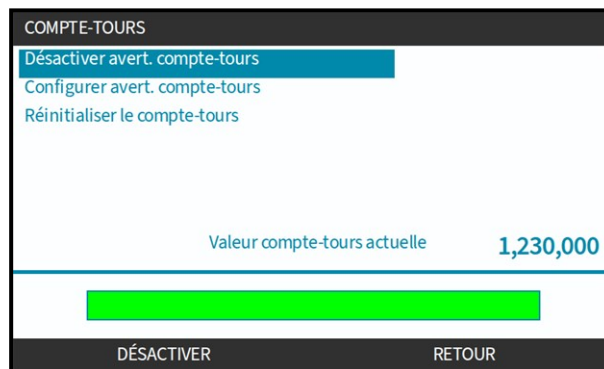 COMPTE-TOURS
Désactiver avert. compte-tours
Configurer avert. compte-tours
Réinitialiser le compte-tours
Valeur compte-tours actuelle 1,230,000
DÉSACTIVER RETOUR